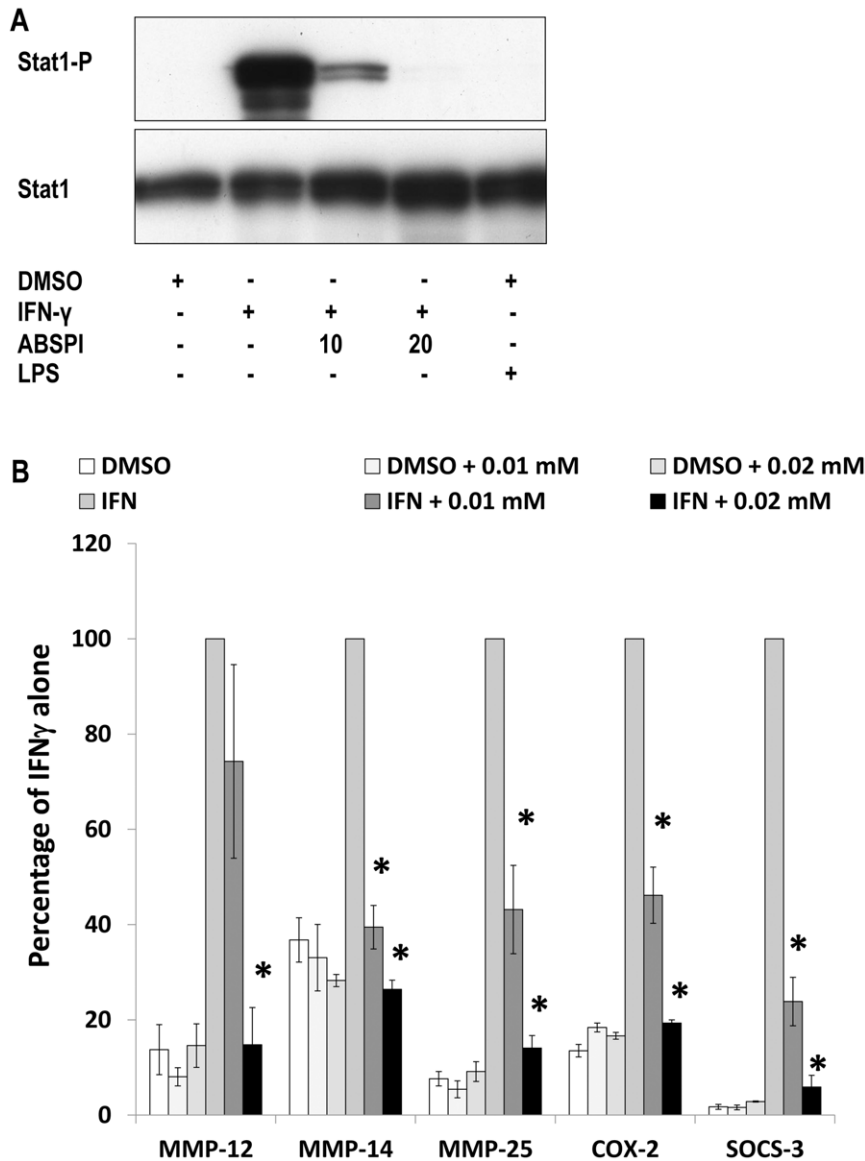 A
Stat1-P
Stat1
DMSO + - - - +
IFN-γ - + + + -
ABSPI - - 10 20 -
LPS - - - - +
B
DMSO DMSO + 0.01 mM DMSO + 0.02 mM
IFN IFN + 0.01 mM IFN + 0.02 mM
Percentage of IFNγ alone
120
100
80
60
40
20
0
* * * * * * * * *
MMP-12 MMP-14 MMP-25 COX-2 SOCS-3